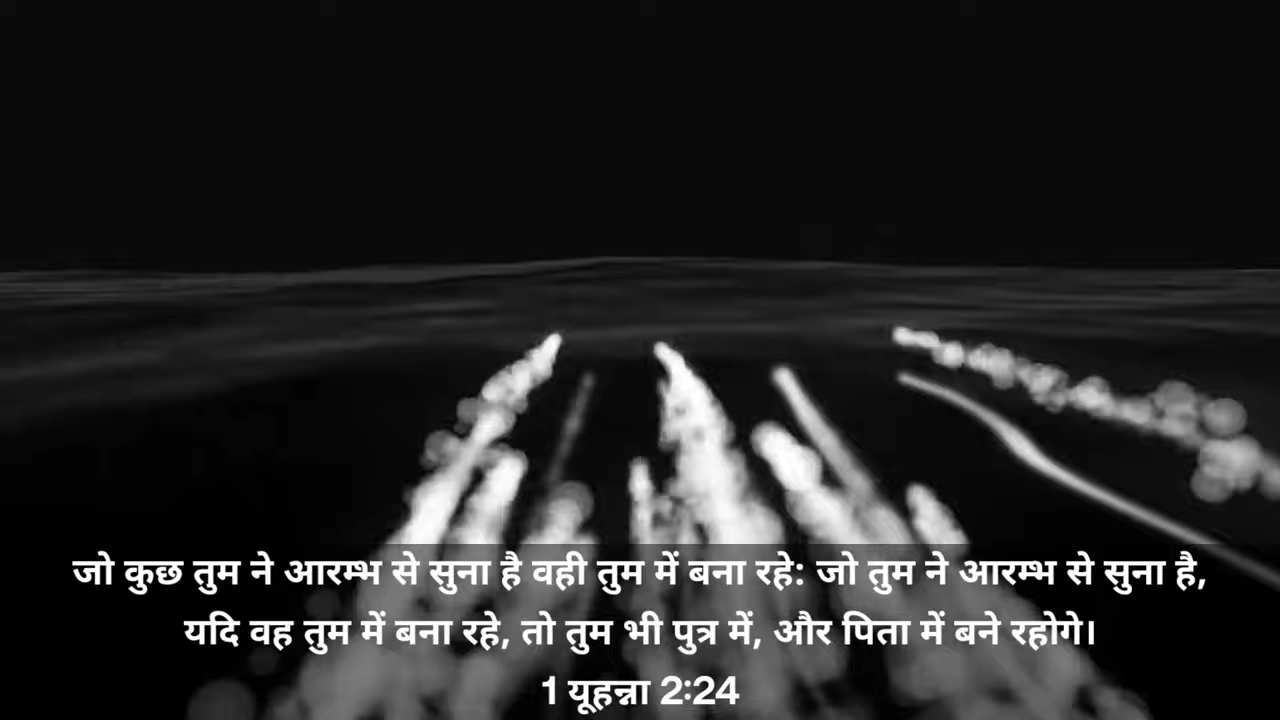 जो कुछ तुम ने आरम्भ से सुना है वही तुम में बना रहे: जो तुम ने आरम्भ से सुना है,
यदि वह तुम में बना रहे, तो तुम भी पुत्र में, और पिता में बने रहोगे।
1 यूहन्ना 2:24